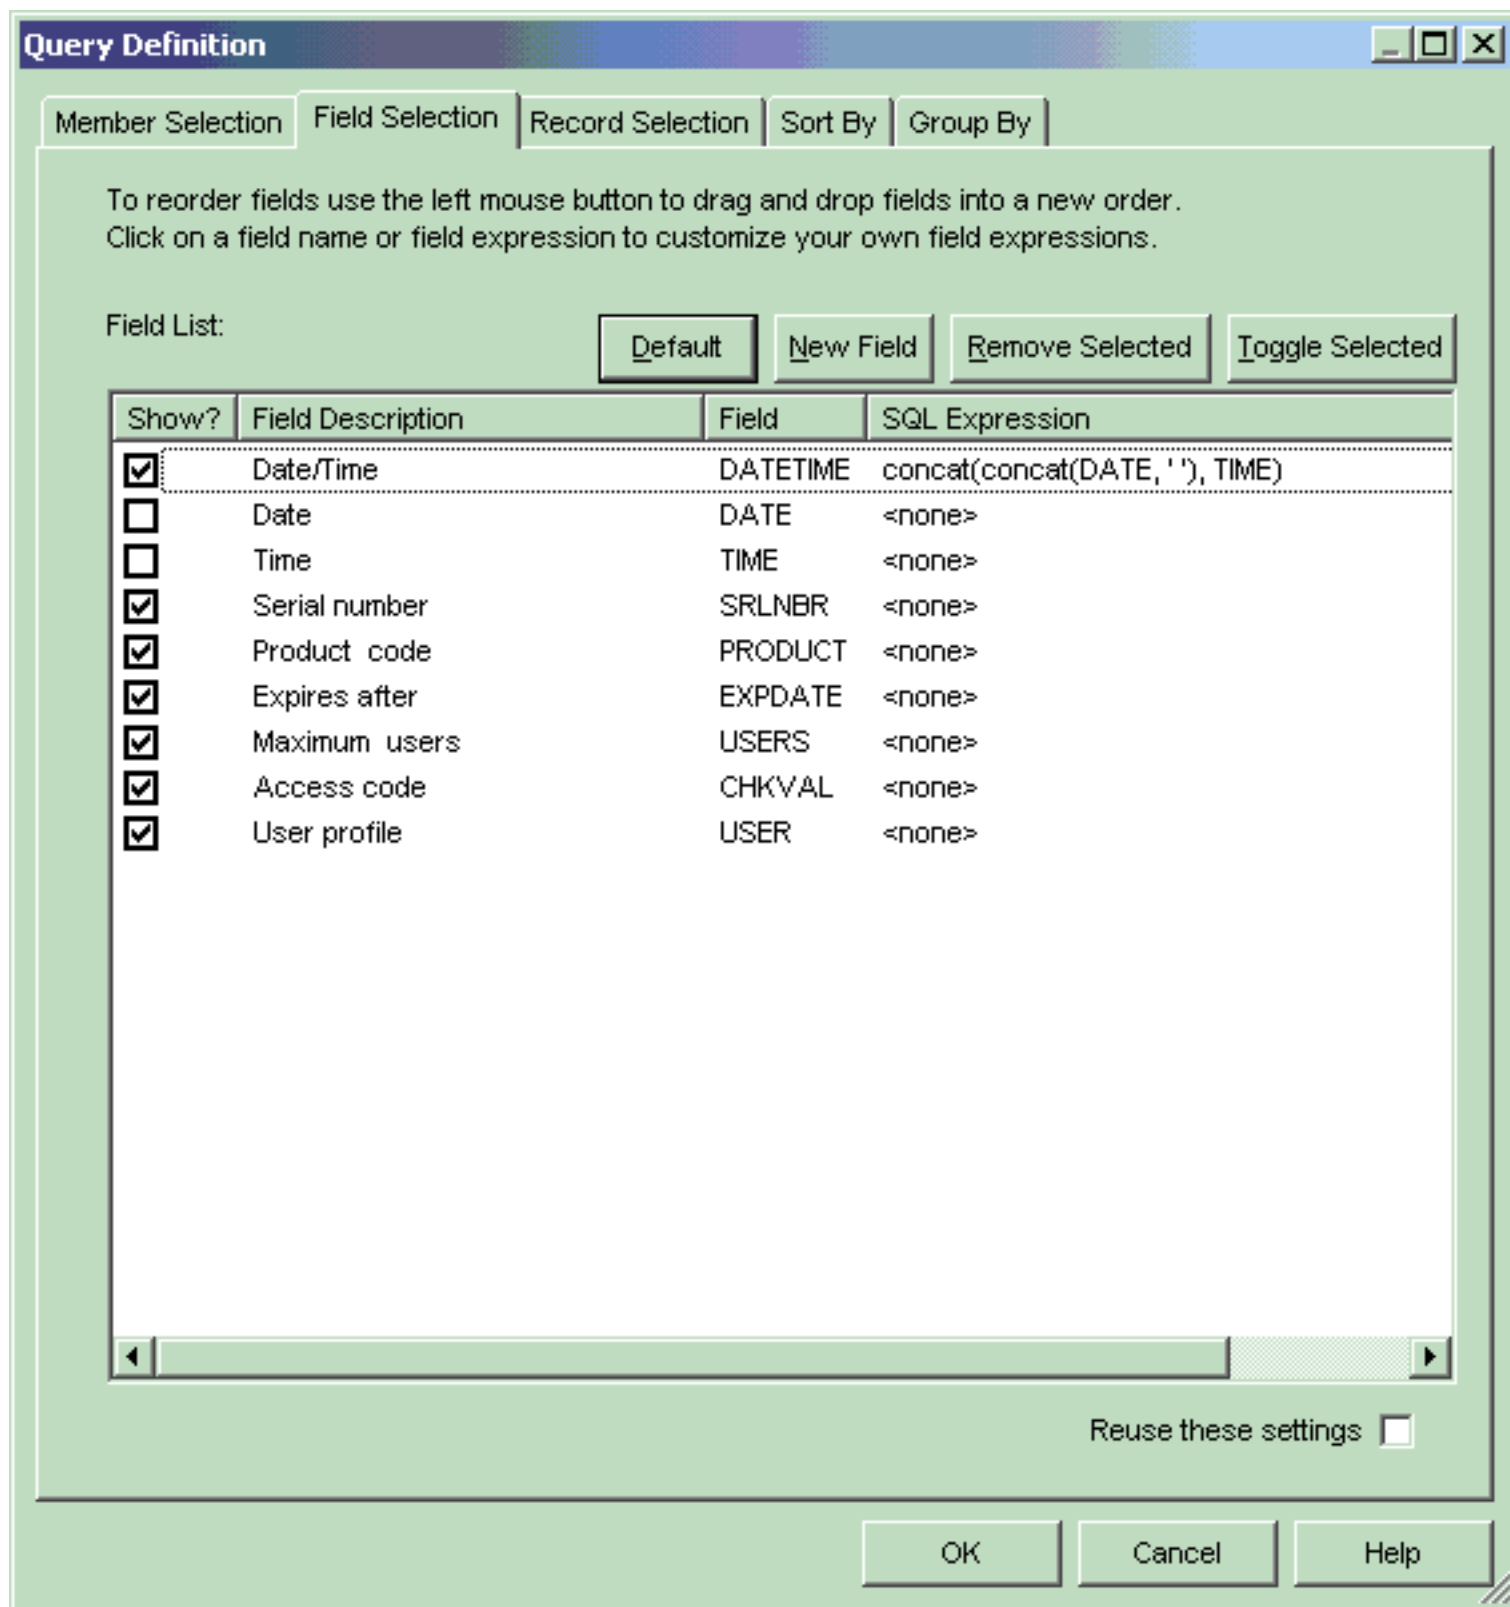 Query Definition
Member Selection Field Selection Record Selection Sort By Group By
To reorder fields use the left mouse button to drag and drop fields into a new order.
Click on a field name or field expression to customize your own field expressions.
Field List: Default New Field Remove Selected Toggle Selected
Show? Field Description Field SQL Expression
Date/Time DATETIME concat(concat(DATE, ' '), TIME)
Date DATE <none>
Time TIME <none>
Serial number SRLNBR <none>
Product  code PRODUCT <none>
Expires after EXPDATE <none>
Maximum  users USERS <none>
Access code CHKVAL <none>
User profile USER <none>
Reuse these settings
OK Cancel Help